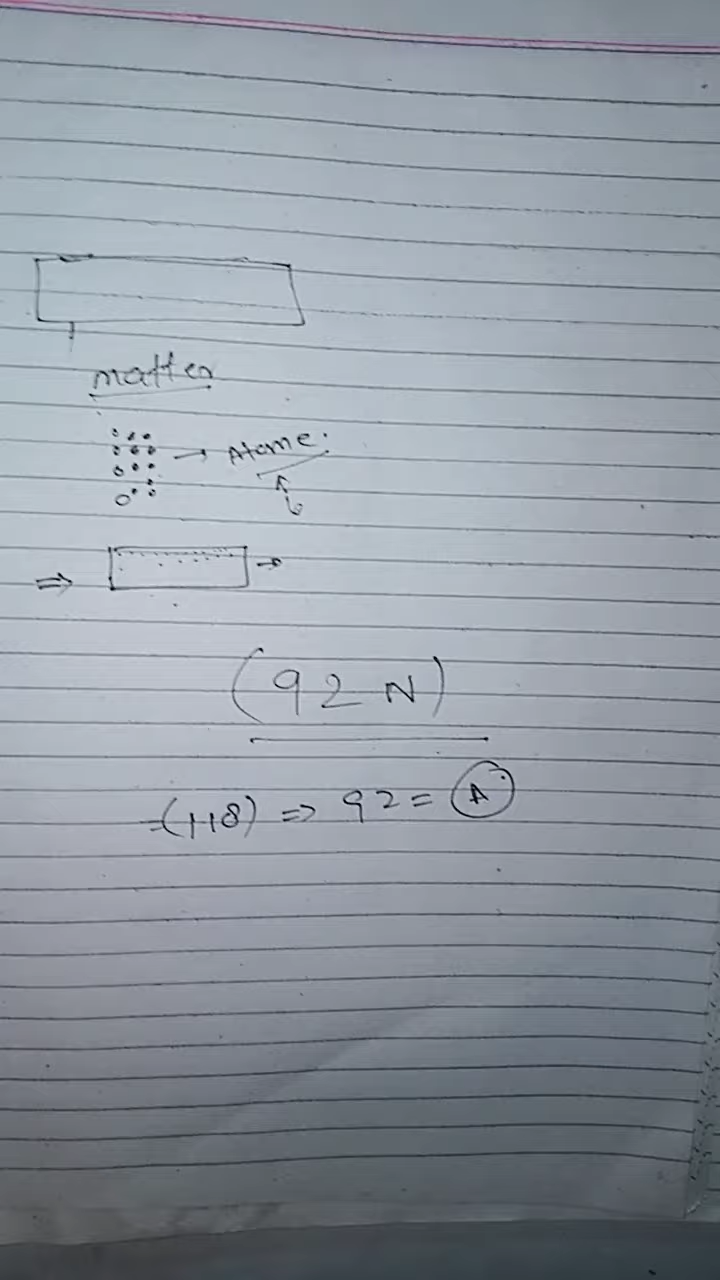 matter
→ Atome.
⇒ →
(92 N)
(118) ⇒ 92 = A